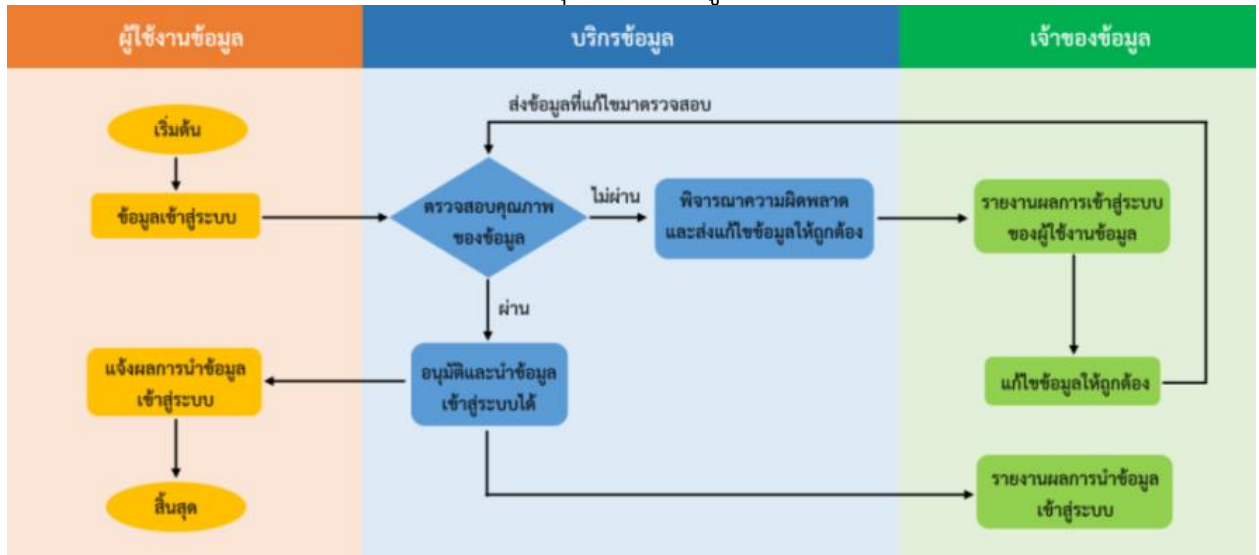 ผู้ใช้งานข้อมูล
บริกรข้อมูล
เจ้าของข้อมูล
ส่งข้อมูลที่แก้ไขมาตรวจสอบ
เริ่มต้น
ข้อมูลเข้าสู่ระบบ
ตรวจสอบคุณภาพ
ของข้อมูล
ไม่ผ่าน
พิจารณาความผิดพลาด
และส่งแก้ไขข้อมูลให้ถูกต้อง
รายงานผลการเข้าสู่ระบบ
ของผู้ใช้งานข้อมูล
ผ่าน
แจ้งผลการนำข้อมูล
เข้าสู่ระบบ
อนุมัติและนำข้อมูล
เข้าสู่ระบบได้
แก้ไขข้อมูลให้ถูกต้อง
สิ้นสุด
รายงานผลการนำข้อมูล
เข้าสู่ระบบ